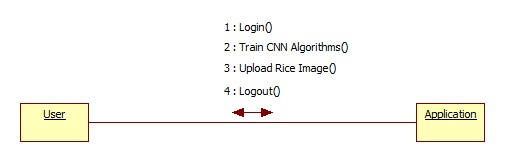 1 : Login()
2 : Train CNN Algorithms()
3 : Upload Rice Image()
4 : Logout()
User
Application